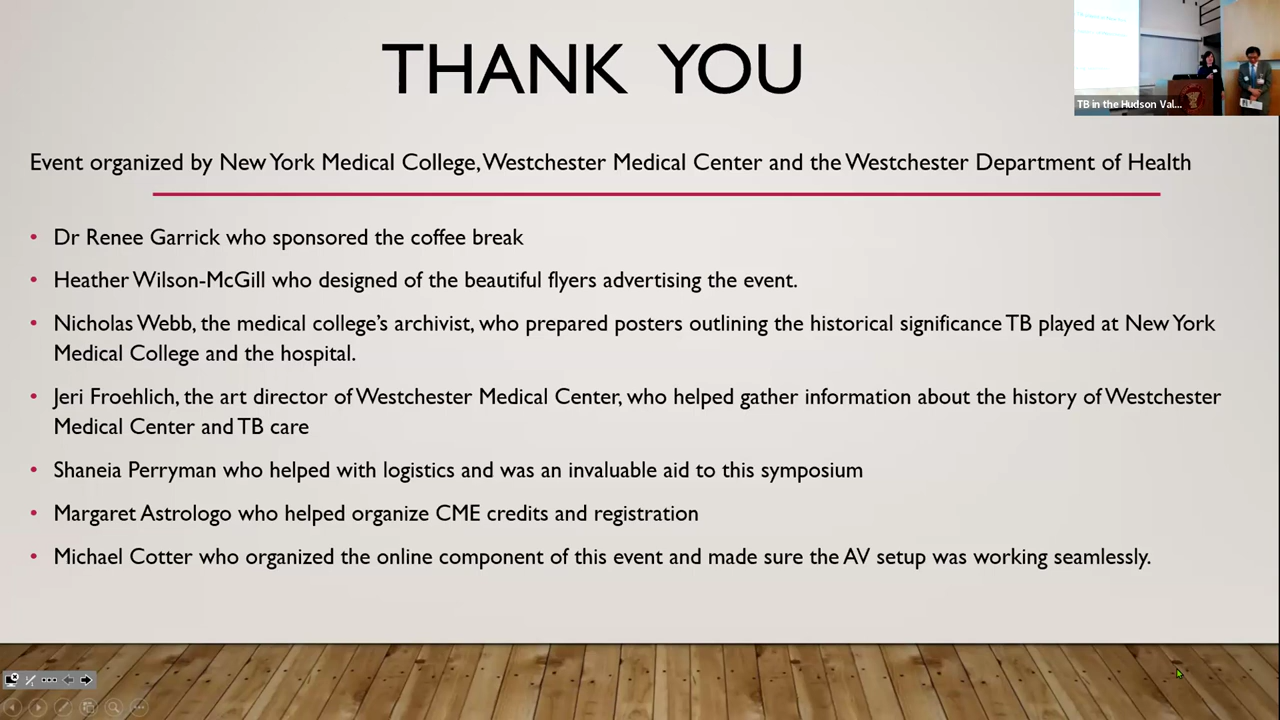 THANK YOU
TB in the Hudson Val...
Event organized by New York Medical College, Westchester Medical Center and the Westchester Department of Health
• Dr Renee Garrick who sponsored the coffee break
• Heather Wilson-McGill who designed of the beautiful flyers advertising the event.
• Nicholas Webb, the medical college's archivist, who prepared posters outlining the historical significance TB played at New York
Medical College and the hospital.
• Jeri Froehlich, the art director of Westchester Medical Center, who helped gather information about the history of Westchester
Medical Center and TB care
• Shaneia Perryman who helped with logistics and was an invaluable aid to this symposium
• Margaret Astrologo who helped organize CME credits and registration
• Michael Cotter who organized the online component of this event and made sure the AV setup was working seamlessly.